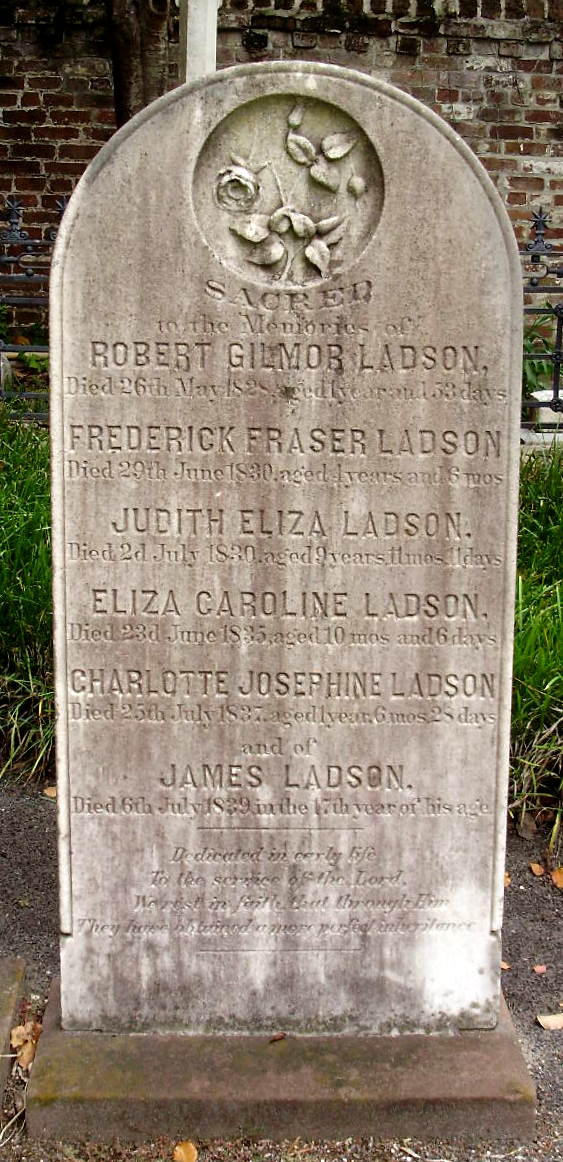 SACRED
to the Memories of
ROBERT GILMOR LADSON,
Died 26th May 1828, aged 1 year and 53 days
FREDERICK FRASER LADSON
Died 29th June 1830, aged 4 years and 6 mos
JUDITH ELIZA LADSON.
Died 2d July 1830, aged 9 years, 11 mos, 11 days
ELIZA CAROLINE LADSON,
Died 23d June 1835, aged 10 mos and 6 days
CHARLOTTE JOSEPHINE LADSON
Died 25th July 1837, aged 1 year, 6 mos, 28 days
and of
JAMES LADSON.
Died 6th July 1839, in the 17th year of his age
Dedicated in early life
To the service of the Lord,
We rest in faith, that through Him
They have obtained a more perfect inheritance